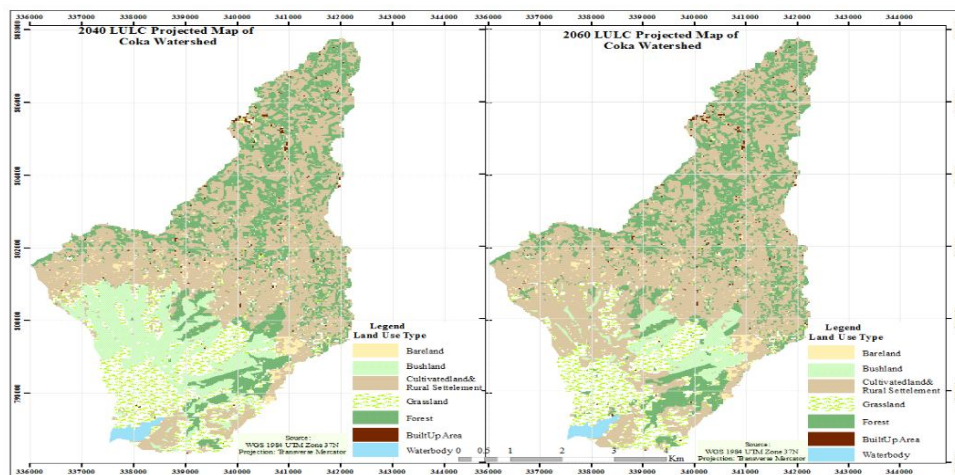 336000 337000 338000 339000 340000 341000 342000 343000 344000
336000 337000 338000 339000 340000 341000 342000 343000 344000
2040 LULC Projected Map of
Coka Watershed
Legend
Land Use Type
Bareland
Bushland
Cultivatedland&
Rural Settelement
Grassland
Forest
BuiltUp Area
Waterbody
Source:
WGS 1984 UTM Zone 37N
Projection: Transverse Mercator
336000 337000 338000 339000 340000 341000 342000 343000 344000
2060 LULC Projected Map of
Coka Watershed
Legend
Land Use Type
Bareland
Bushland
Cultivatedland&
Rural Settelement
Grassland
Forest
BuiltUp Area
Waterbody
Source:
WGS 1984 UTM Zone 37N
Projection: Transverse Mercator
0 0.5 1 2 3 4
Km
336000 337000 338000 339000 340000 341000 342000 343000 344000